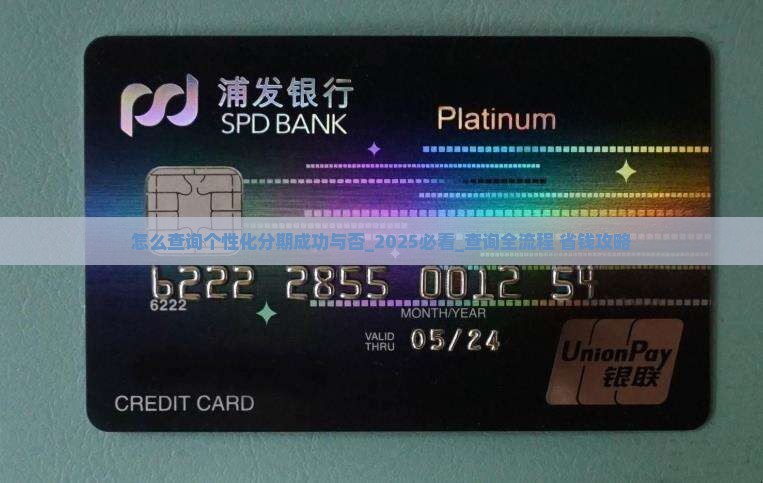 浦发银行
SPD BANK
Platinum
怎么查询个性化分期成功与否_2025必看_查询全流程 省钱攻略
6222 2855 0012 54
6222
MONTH/YEAR
VALID
THRU
05/24
UnionPay
银联
CREDIT CARD